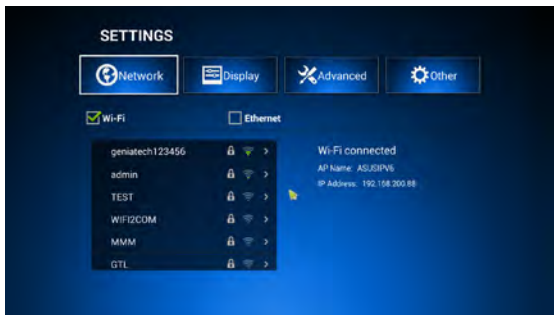 SETTINGS
Network Display Advanced Other
Wi-Fi Ethernet
geniatech123456
Wi-Fi connected
admin
AP Name: ASUSIPV6
TEST
IP Address: 192.168.200.88
WIFI2COM
MMM
GTL